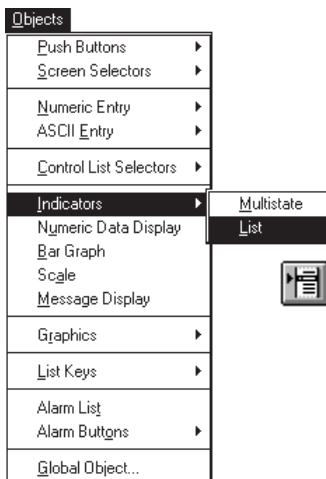 Objects
Push Buttons
Screen Selectors
Numeric Entry
ASCII Entry
Control List Selectors
Indicators
Multistate
List
Numeric Data Display
Bar Graph
Scale
Message Display
Graphics
List Keys
Alarm List
Alarm Buttons
Global Object...